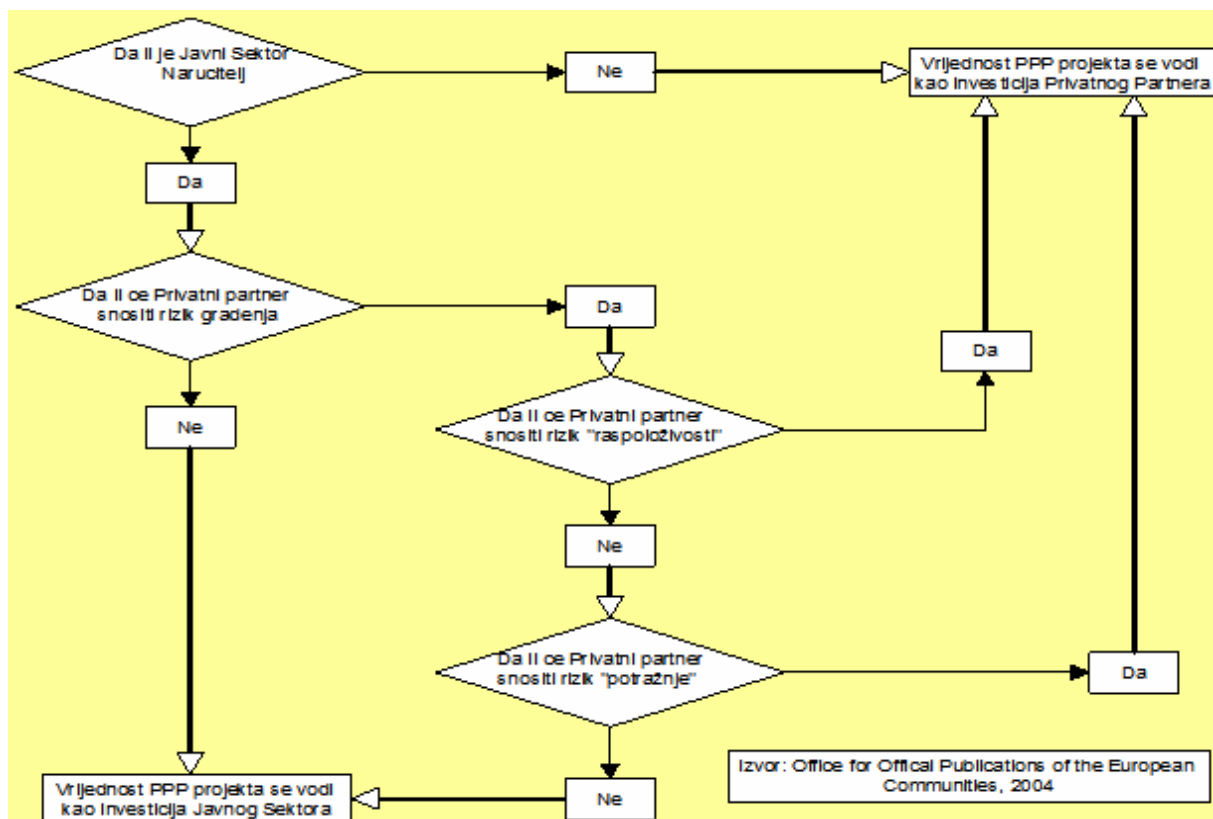 Da li je Javni Sektor
Narucitelj
Ne
Vrijednost PPP projekta se vodi
kao Investicija Privatnog Partnera
Da
Da li ce Privatni partner
snositi rizik građenja
Da
Da
Ne
Da li ce Privatni partner
snositi rizik "raspoloživosti"
Ne
Da li ce Privatni partner
snositi rizik "potražnje"
Da
Izvor: Office for Offical Publications of the European
Communities, 2004
Vrijednost PPP projekta se vodi
kao Investicija Javnog Sektora
Ne